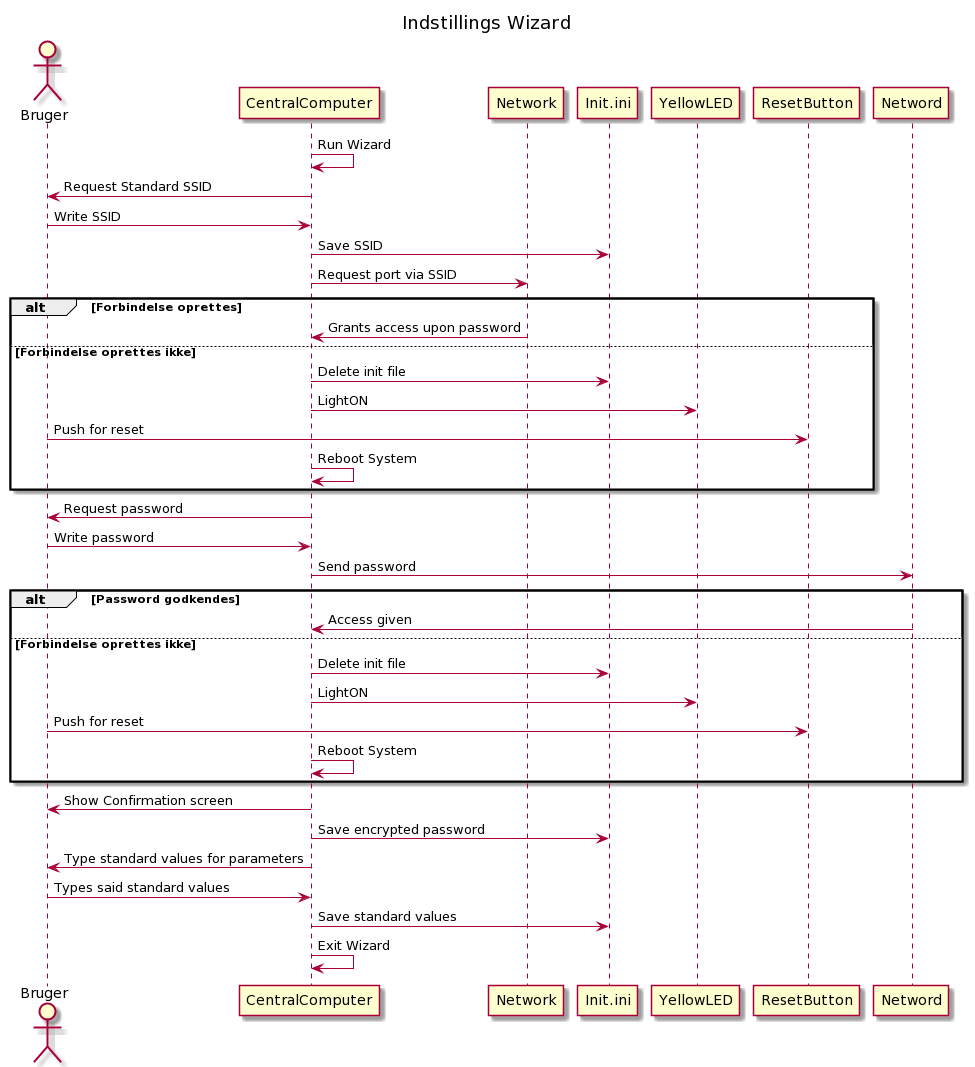 Indstillings Wizard
Bruger
CentralComputer
Network
Init.ini
YellowLED
ResetButton
Netword
Run Wizard
Request Standard SSID
Write SSID
Save SSID
Request port via SSID
alt [Forbindelse oprettes]
Grants access upon password
[Forbindelse oprettes ikke]
Delete init file
LightON
Push for reset
Reboot System
Request password
Write password
Send password
alt [Password godkendes]
Access given
[Forbindelse oprettes ikke]
Delete init file
LightON
Push for reset
Reboot System
Show Confirmation screen
Save encrypted password
Type standard values for parameters
Types said standard values
Save standard values
Exit Wizard
Bruger
CentralComputer
Network
Init.ini
YellowLED
ResetButton
Netword